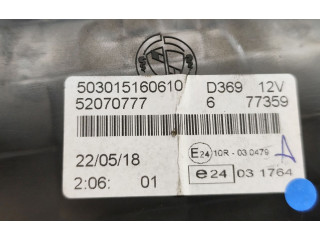 503015160610 D369 12V
52070777 6 77359
22/05/18 E24 10R - 03 0479 A
2:06: 01 e24 03 1764